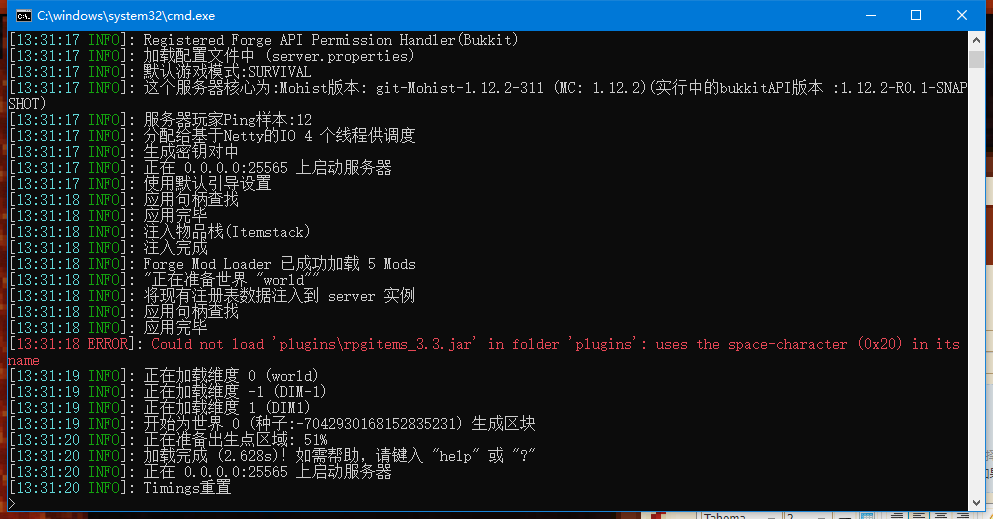 C:\windows\system32\cmd.exe
[13:31:17 INFO]: Registered Forge API Permission Handler(Bukkit)
[13:31:17 INFO]: 加载配置文件中 (server.properties)
[13:31:17 INFO]: 默认游戏模式:SURVIVAL
[13:31:17 INFO]: 这个服务器核心为:Mohist版本: git-Mohist-1.12.2-311 (MC: 1.12.2)(实行中的bukkitAPI版本 :1.12.2-R0.1-SNAP
SHOT)
[13:31:17 INFO]: 服务器玩家Ping样本:12
[13:31:17 INFO]: 分配给基于Netty的IO 4 个线程供调度
[13:31:17 INFO]: 生成密钥对中
[13:31:17 INFO]: 正在 0.0.0.0:25565 上启动服务器
[13:31:17 INFO]: 使用默认引导设置
[13:31:18 INFO]: 应用句柄查找
[13:31:18 INFO]: 应用完毕
[13:31:18 INFO]: 注入物品栈(Itemstack)
[13:31:18 INFO]: 注入完成
[13:31:18 INFO]: Forge Mod Loader 已成功加载 5 Mods
[13:31:18 INFO]: "正在准备世界 "world""
[13:31:18 INFO]: 将现有注册表数据注入到 server 实例
[13:31:18 INFO]: 应用句柄查找
[13:31:18 INFO]: 应用完毕
[13:31:18 ERROR]: Could not load 'plugins\rpgitems_3.3.jar' in folder 'plugins': uses the space-character (0x20) in its
name
[13:31:19 INFO]: 正在加载维度 0 (world)
[13:31:19 INFO]: 正在加载维度 -1 (DIM-1)
[13:31:19 INFO]: 正在加载维度 1 (DIM1)
[13:31:19 INFO]: 开始为世界 0 (种子:-7042930168152835231) 生成区块
[13:31:20 INFO]: 正在准备出生点区域: 51%
[13:31:20 INFO]: 加载完成 (2.628s)! 如需帮助, 请键入 "help" 或 "?"
[13:31:20 INFO]: 正在 0.0.0.0:25565 上启动服务器
[13:31:20 INFO]: Timings重置
>
Tahoma